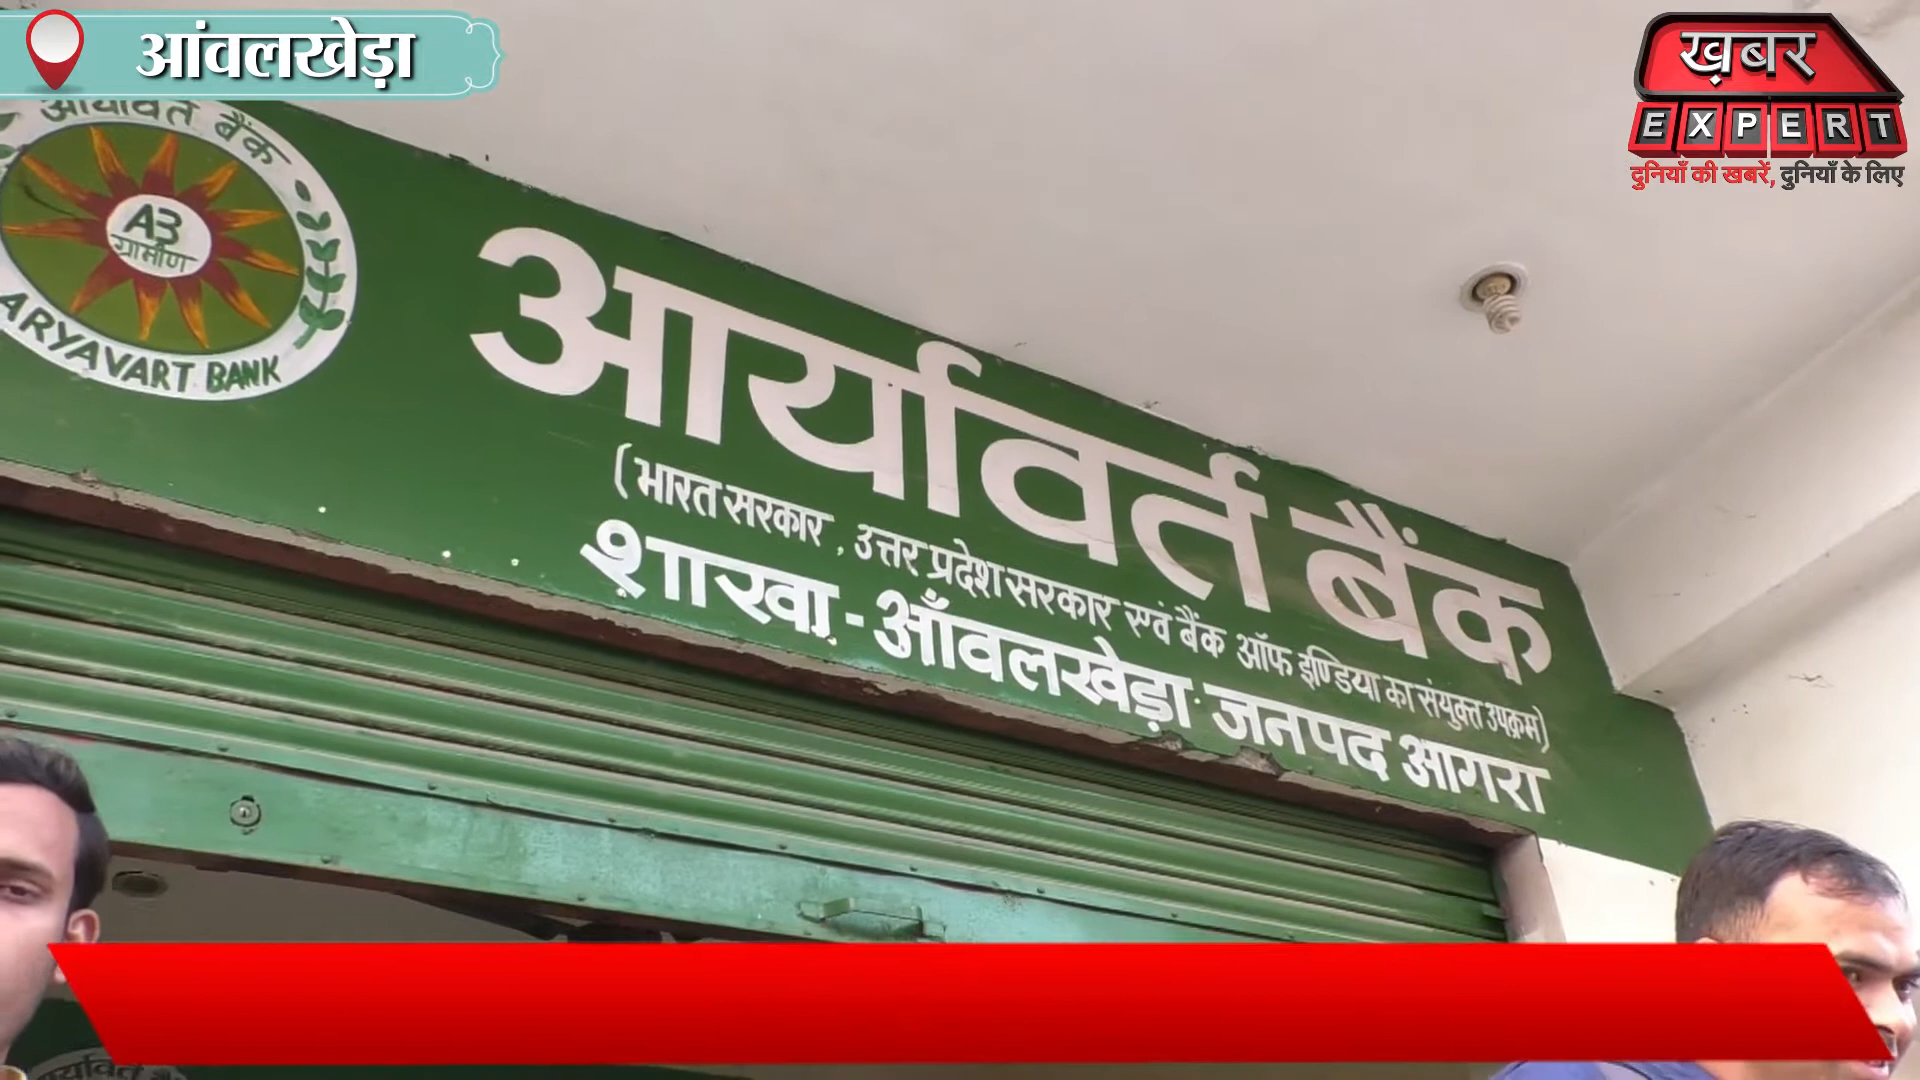 आंवलखेड़ा
ख़बर
EXPERT
दुनियाँ की खबरें, दुनियाँ के लिए
आर्यावर्त बैंक
AB
ग्रामीण
ARYAVART BANK
आर्यावर्त बैंक
(भारत सरकार, उत्तर प्रदेश सरकार एवं बैंक ऑफ इण्डिया का संयुक्त उपक्रम)
शाखा - आँवलखेड़ा जनपद आगरा